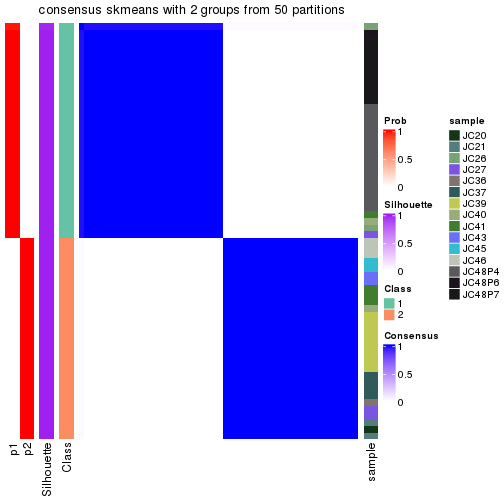 consensus skmeans with 2 groups from 50 partitions
Prob
1
0.5
0
Silhouette
1
0.5
0
Class
1
2
Consensus
1
0.5
0
sample
JC20
JC21
JC26
JC27
JC36
JC37
JC39
JC40
JC41
JC43
JC45
JC46
JC48P4
JC48P6
JC48P7
p1
p2
Silhouette
Class
sample